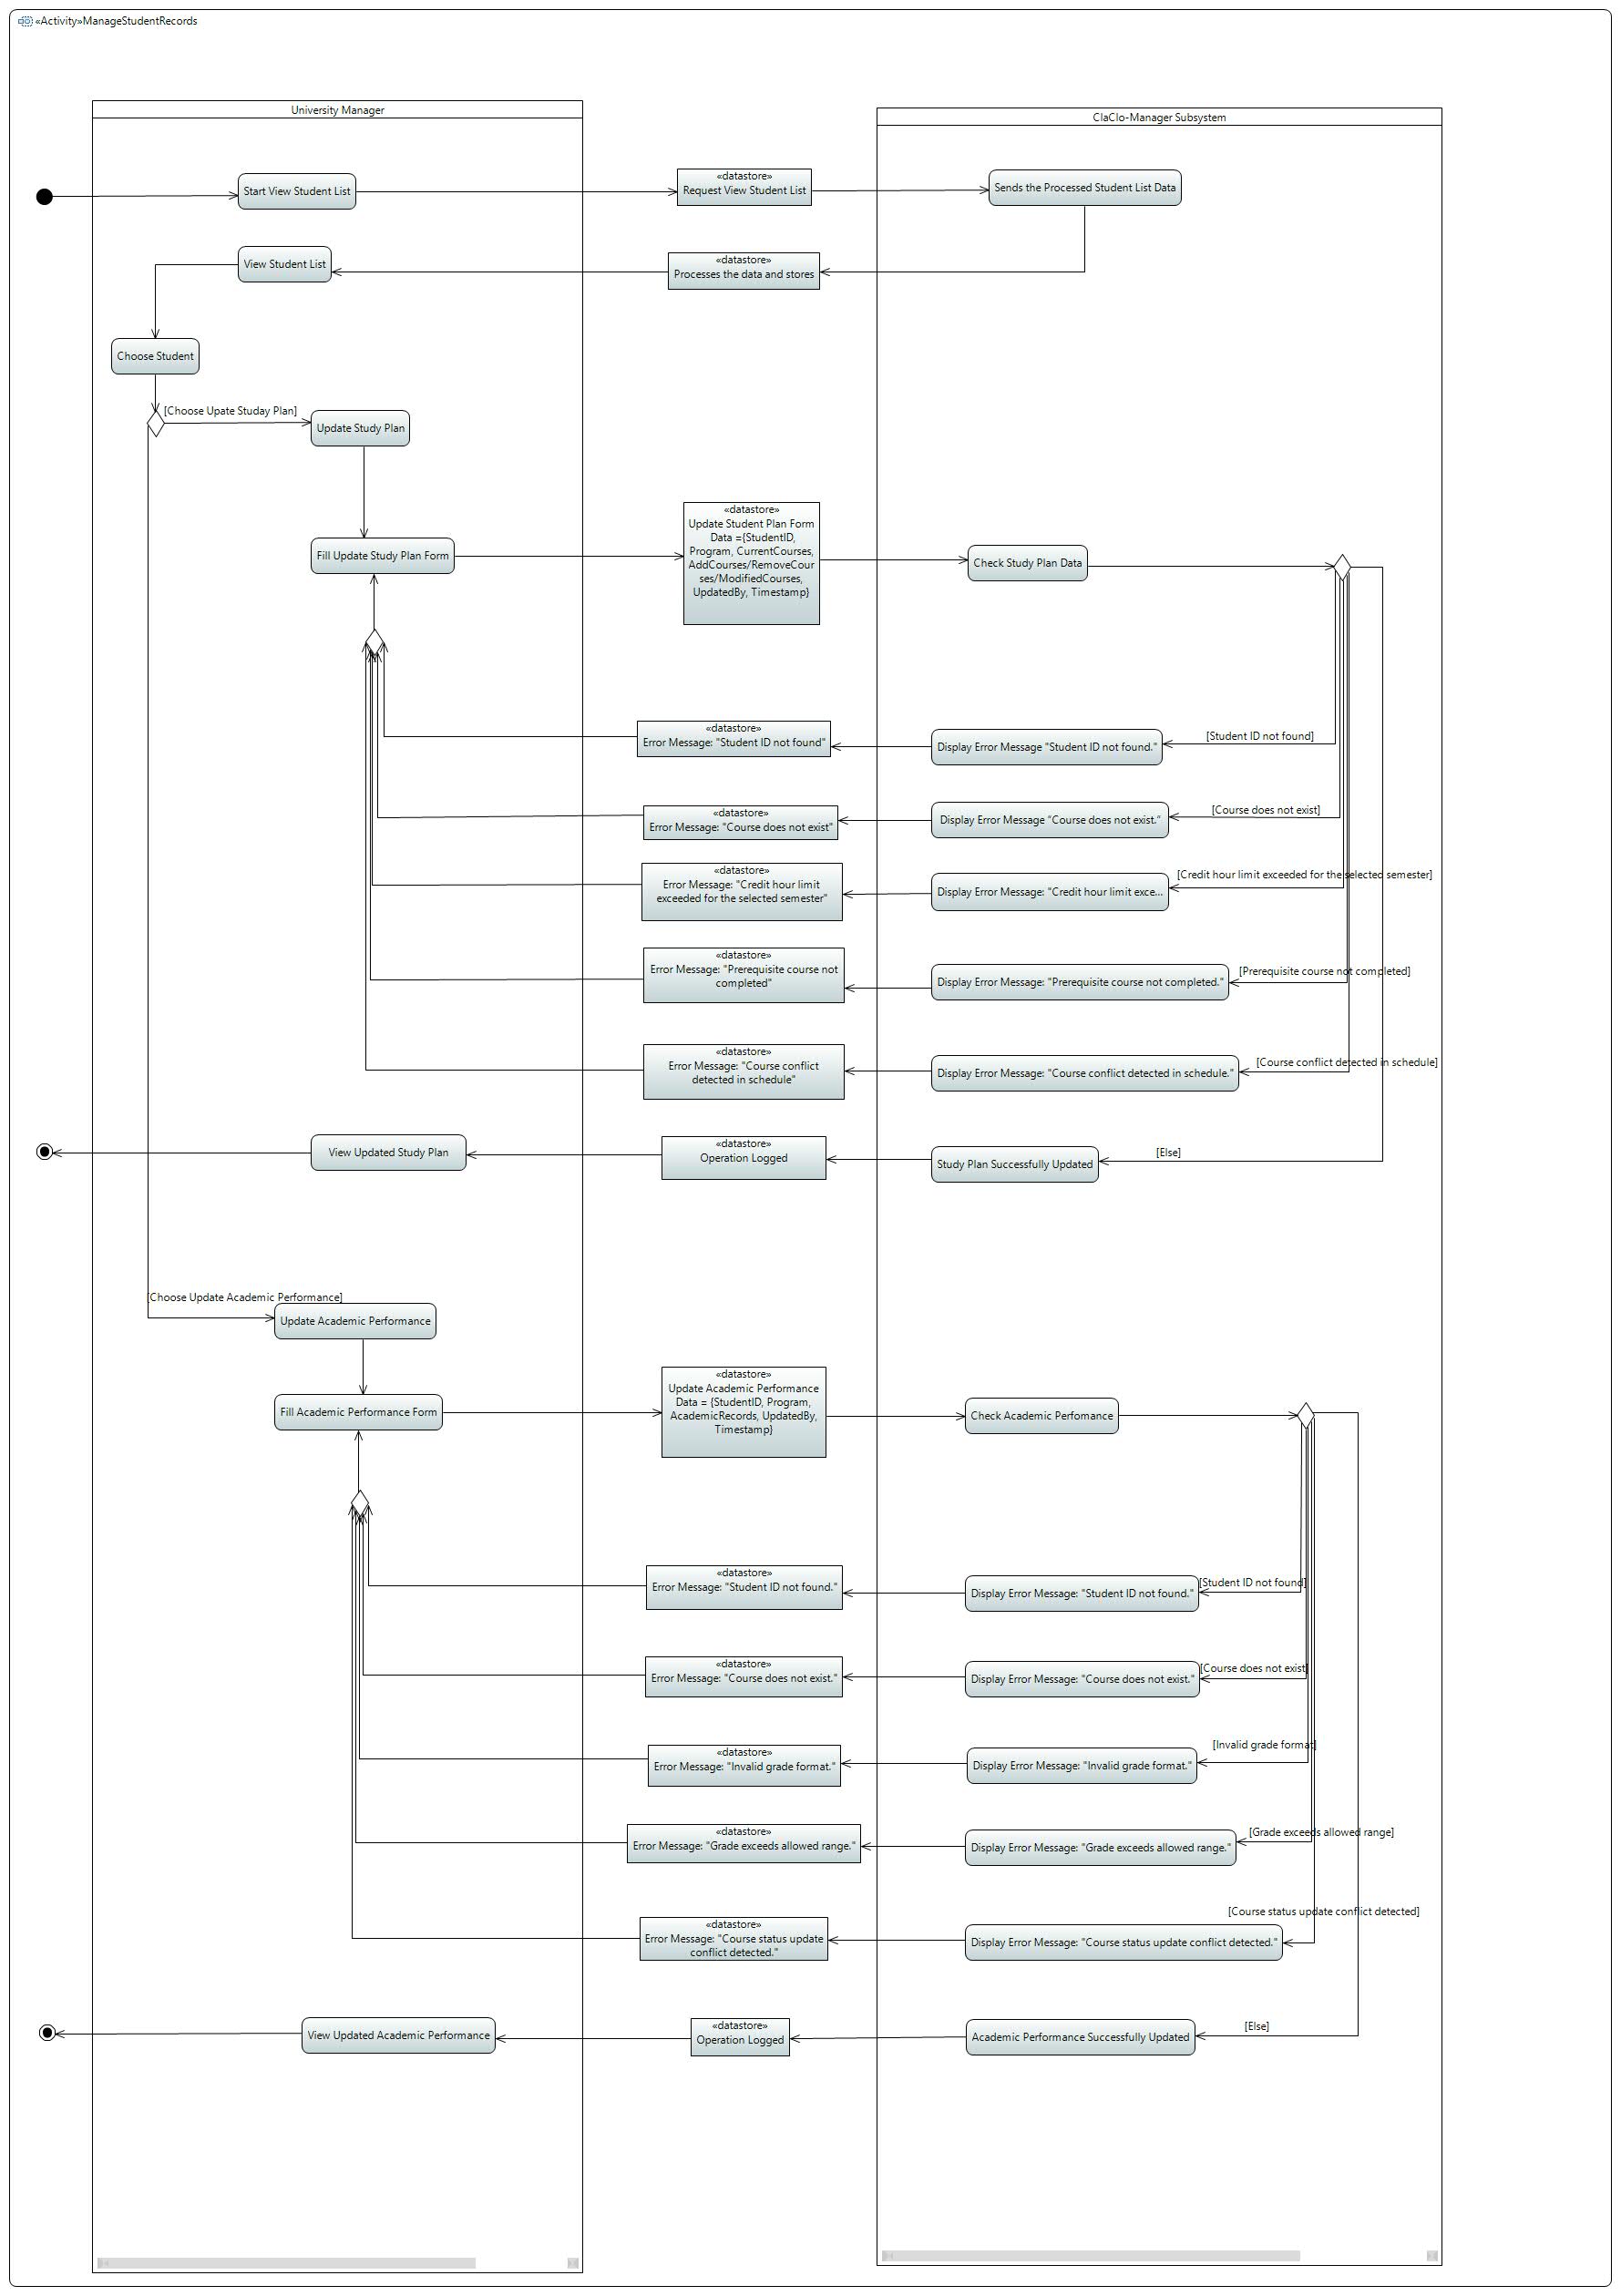 «Activity»ManageStudentRecords
University Manager
ClaClo-Manager Subsystem
Start View Student List
«datastore»
Request View Student List
Sends the Processed Student List Data
View Student List
«datastore»
Processes the data and stores
Choose Student
[Choose Upate Studay Plan]
Update Study Plan
Fill Update Study Plan Form
«datastore»
Update Student Plan Form
Data ={StudentID,
Program, CurrentCourses,
AddCourses/RemoveCour
ses/ModifiedCourses,
UpdatedBy, Timestamp}
Check Study Plan Data
«datastore»
Error Message: "Student ID not found"
Display Error Message "Student ID not found."
[Student ID not found]
«datastore»
Error Message: "Course does not exist"
Display Error Message "Course does not exist."
[Course does not exist]
«datastore»
Error Message: "Credit hour limit
exceeded for the selected semester"
Display Error Message: "Credit hour limit exce...
[Credit hour limit exceeded for the selected semester]
«datastore»
Error Message: "Prerequisite course not
completed"
Display Error Message: "Prerequisite course not completed."
[Prerequisite course not completed]
«datastore»
Error Message: "Course conflict
detected in schedule"
Display Error Message: "Course conflict detected in schedule."
[Course conflict detected in schedule]
View Updated Study Plan
«datastore»
Operation Logged
Study Plan Successfully Updated
[Else]
[Choose Update Academic Performance]
Update Academic Performance
Fill Academic Performance Form
«datastore»
Update Academic Performance
Data = {StudentID, Program,
AcademicRecords, UpdatedBy,
Timestamp}
Check Academic Perfomance
«datastore»
Error Message: "Student ID not found."
Display Error Message: "Student ID not found."
[Student ID not found]
«datastore»
Error Message: "Course does not exist."
Display Error Message: "Course does not exist."
[Course does not exist]
«datastore»
Error Message: "Invalid grade format."
Display Error Message: "Invalid grade format."
[Invalid grade format]
«datastore»
Error Message: "Grade exceeds allowed range."
Display Error Message: "Grade exceeds allowed range."
[Grade exceeds allowed range]
«datastore»
Error Message: "Course status update
conflict detected."
Display Error Message: "Course status update conflict detected."
[Course status update conflict detected]
View Updated Academic Performance
«datastore»
Operation Logged
Academic Performance Successfully Updated
[Else]